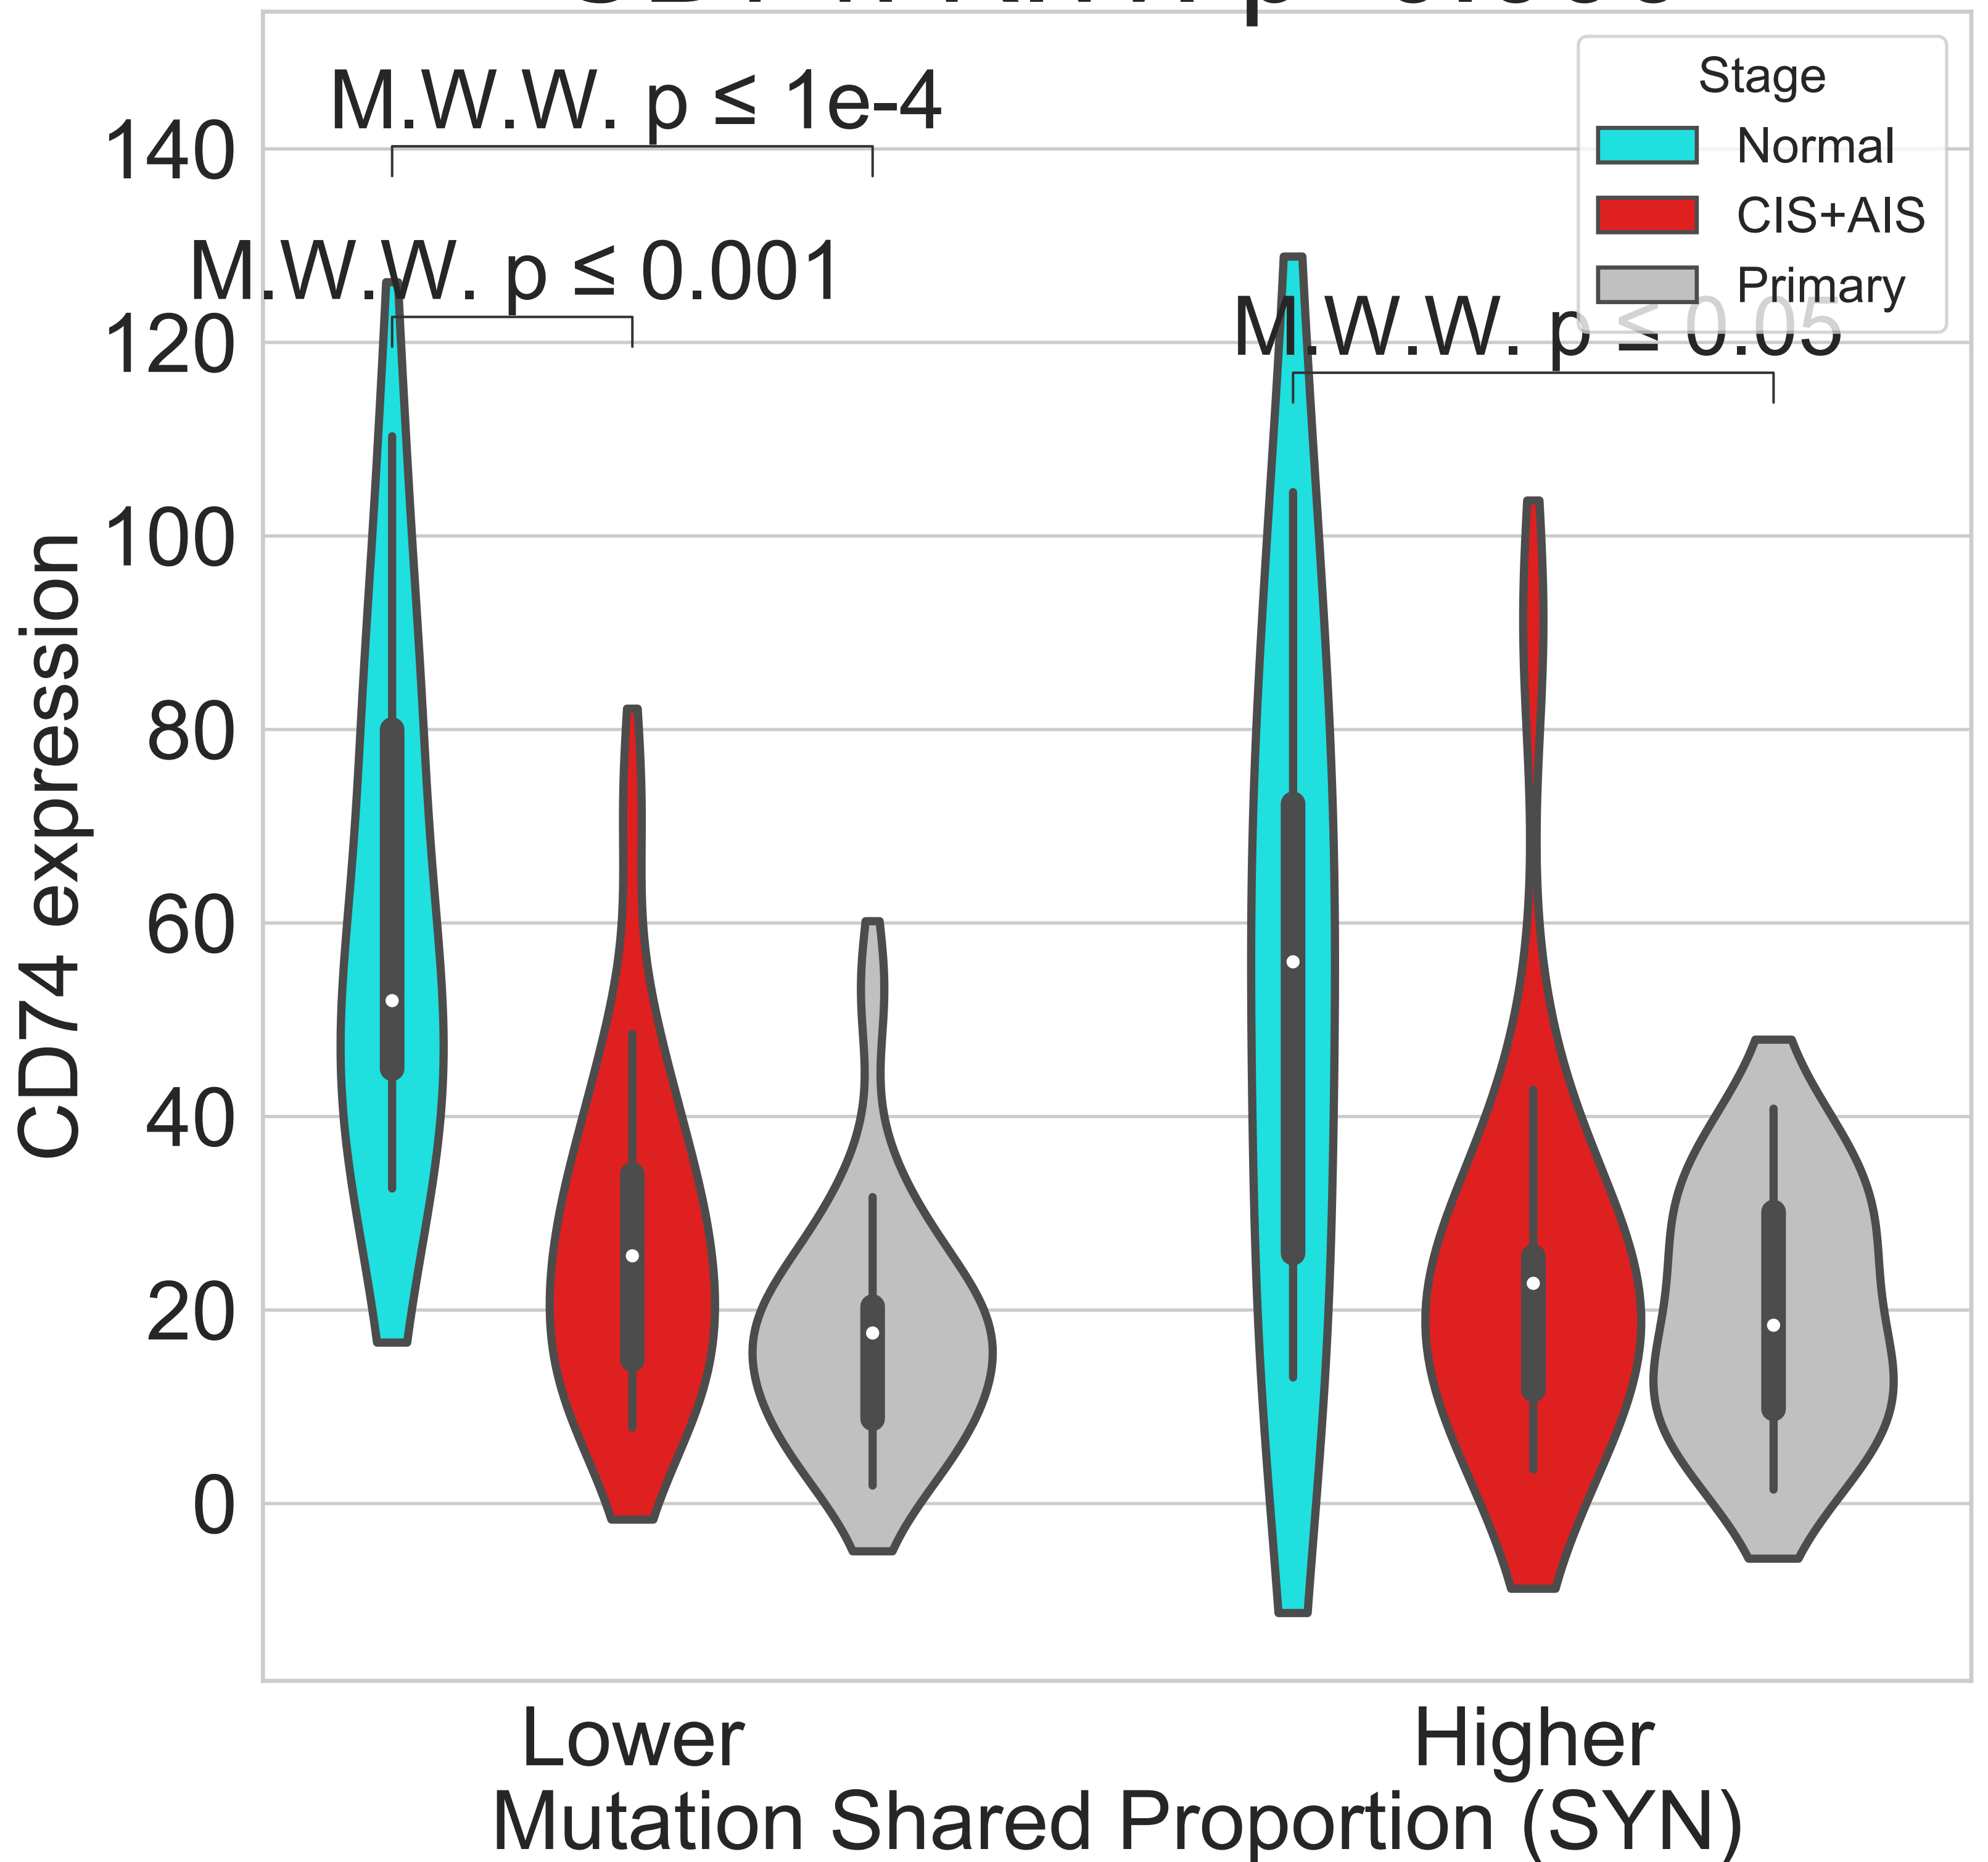 M.W.W. p ≤ 1e-4
M.W.W. p ≤ 0.001
M.W.W. p ≤ 0.05
Stage
Normal
CIS+AIS
Primary
CD74 expression
140
120
100
80
60
40
20
0
Lower
Higher
Mutation Shared Proportion (SYN)